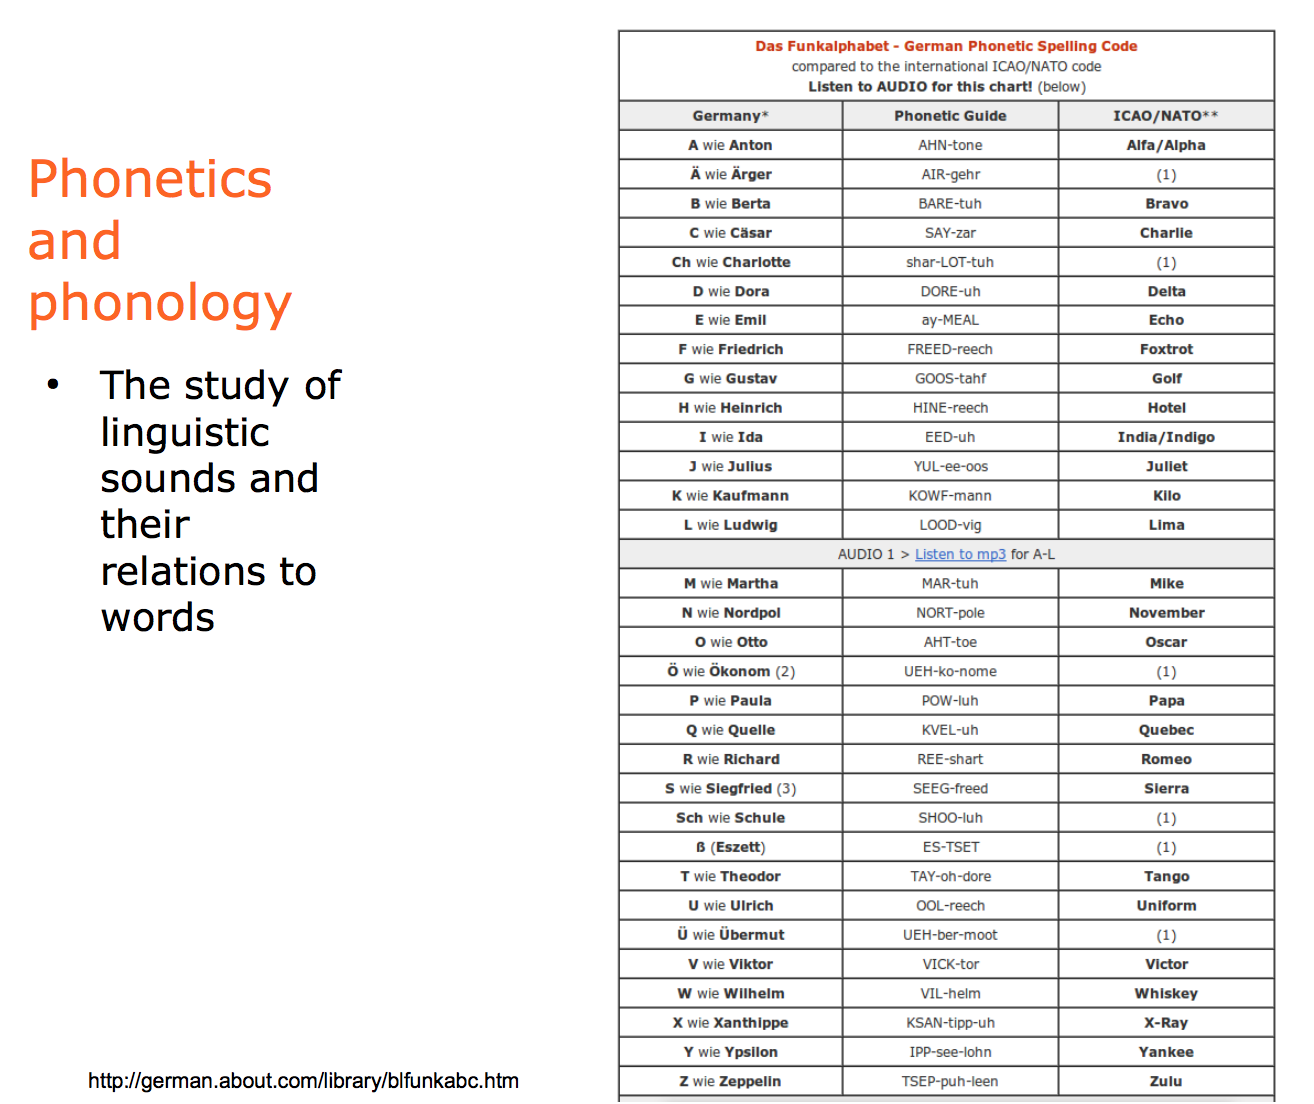 Phonetics
and
phonology
• The study of
linguistic
sounds and
their
relations to
words
http://german.about.com/library/blfunkabc.htm
Das Funkalphabet - German Phonetic Spelling Code
compared to the international ICAO/NATO code
Listen to AUDIO for this chart! (below)
Germany* Phonetic Guide ICAO/NATO**
A wie Anton AHN-tone Alfa/Alpha
Ä wie Ärger AIR-gehr (1)
B wie Berta BARE-tuh Bravo
C wie Cäsar SAY-zar Charlie
Ch wie Charlotte shar-LOT-tuh (1)
D wie Dora DORE-uh Delta
E wie Emil ay-MEAL Echo
F wie Friedrich FREED-reech Foxtrot
G wie Gustav GOOS-tahf Golf
H wie Heinrich HINE-reech Hotel
I wie Ida EED-uh India/Indigo
J wie Julius YUL-ee-oos Juliet
K wie Kaufmann KOWF-mann Kilo
L wie Ludwig LOOD-vig Lima
AUDIO 1 > Listen to mp3 for A-L
M wie Martha MAR-tuh Mike
N wie Nordpol NORT-pole November
O wie Otto AHT-toe Oscar
Ö wie Ökonom (2) UEH-ko-nome (1)
P wie Paula POW-luh Papa
Q wie Quelle KVEL-uh Quebec
R wie Richard REE-shart Romeo
S wie Siegfried (3) SEEG-freed Sierra
Sch wie Schule SHOO-luh (1)
ß (Eszett) ES-TSET (1)
T wie Theodor TAY-oh-dore Tango
U wie Ulrich OOL-reech Uniform
Ü wie Übermut UEH-ber-moot (1)
V wie Viktor VICK-tor Victor
W wie Wilhelm VIL-helm Whiskey
X wie Xanthippe KSAN-tipp-uh X-Ray
Y wie Ypsilon IPP-see-lohn Yankee
Z wie Zeppelin TSEP-puh-leen Zulu